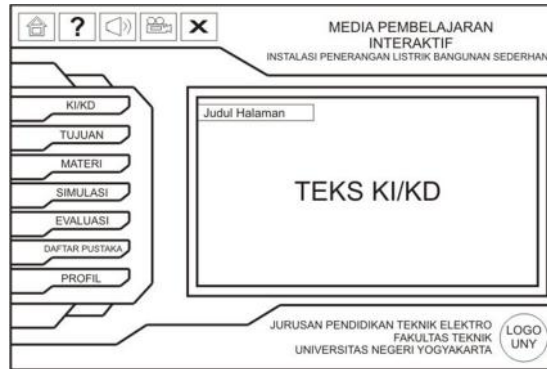 ?
X
MEDIA PEMBELAJARAN
INTERAKTIF
INSTALASI PENERANGAN LISTRIK BANGUNAN SEDERHAN
KI/KD
TUJUAN
MATERI
SIMULASI
EVALUASI
DAFTAR PUSTAKA
PROFIL
Judul Halaman
TEKS KI/KD
JURUSAN PENDIDIKAN TEKNIK ELEKTRO
FAKULTAS TEKNIK
UNIVERSITAS NEGERI YOGYAKARTA
LOGO
UNY